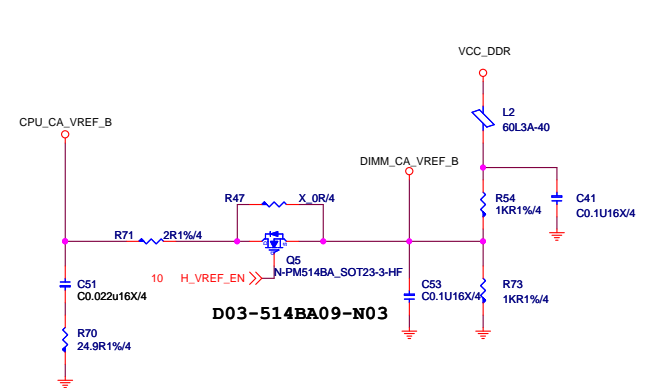 VCC_DDR
L2
60L3A-40
CPU_CA_VREF_B
DIMM_CA_VREF_B
R47
X_0R/4
R54
1KR1%/4
C41
C0.1U16X/4
R71
2R1%/4
Q5
N-PM514BA_SOT23-3-HF
10
H_VREF_EN
C51
C0.022u16X/4
C53
C0.1U16X/4
R73
1KR1%/4
D03-514BA09-N03
R70
24.9R1%/4